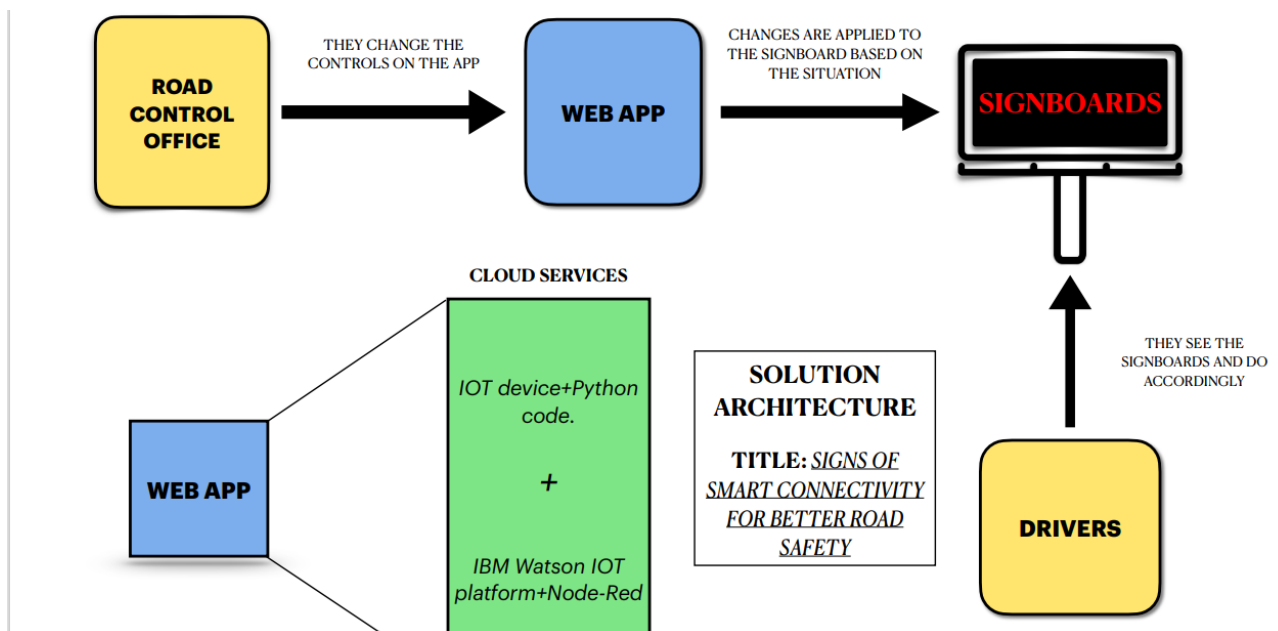 ROAD
CONTROL
OFFICE
THEY CHANGE THE
CONTROLS ON THE APP
WEB APP
CHANGES ARE APPLIED TO
THE SIGNBOARD BASED ON
THE SITUATION
SIGNBOARDS
CLOUD SERVICES
IOT device+Python
code.
+
IBM Watson IOT
platform+Node-Red
WEB APP
SOLUTION
ARCHITECTURE
TITLE: SIGNS OF
SMART CONNECTIVITY
FOR BETTER ROAD
SAFETY
THEY SEE THE
SIGNBOARDS AND DO
ACCORDINGLY
DRIVERS